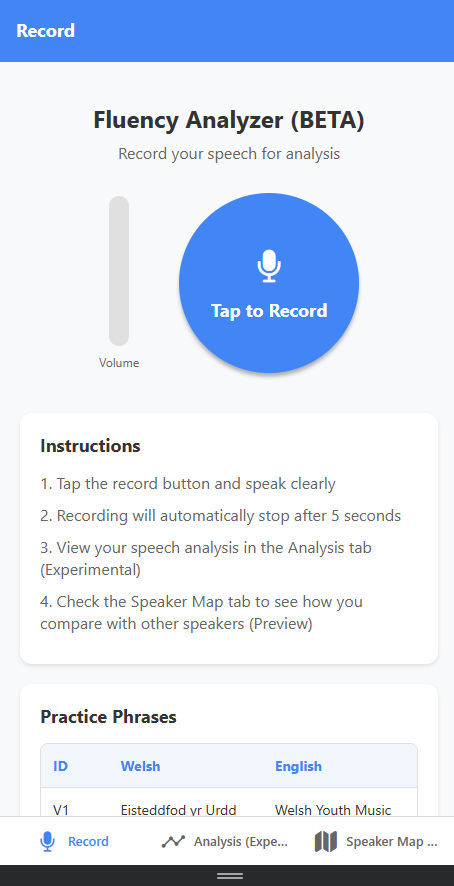 Record
Fluency Analyzer (BETA)
Record your speech for analysis
Tap to Record
Volume
Instructions
1. Tap the record button and speak clearly
2. Recording will automatically stop after 5 seconds
3. View your speech analysis in the Analysis tab
(Experimental)
4. Check the Speaker Map tab to see how you
compare with other speakers (Preview)
Practice Phrases
ID Welsh English
V1 Eisteddfod yr Urdd Welsh Youth Music
Record Analysis (Expe... Speaker Map ...